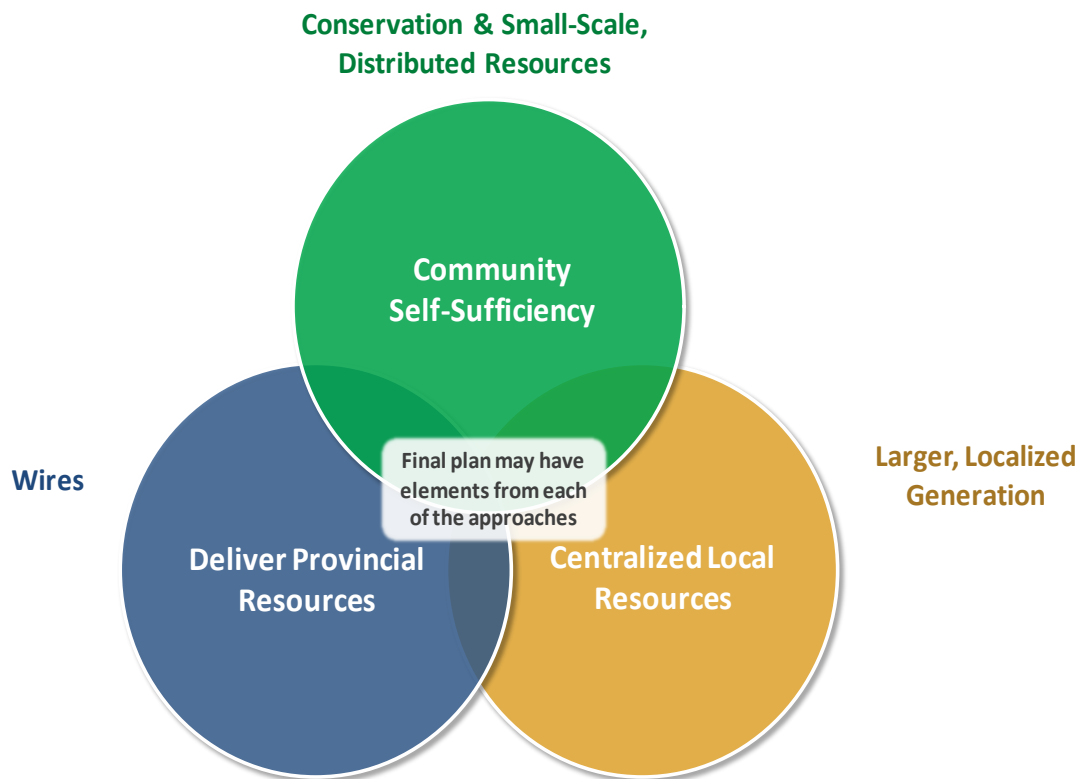 Conservation & Small-Scale,
Distributed Resources
Community
Self-Sufficiency
Wires
Final plan may have
elements from each
of the approaches
Larger, Localized
Generation
Deliver Provincial
Resources
Centralized Local
Resources